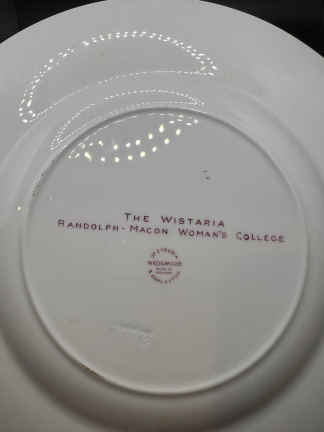 THE WISTARIA
RANDOLPH-MACON WOMAN'S COLLEGE
WEDGWOOD